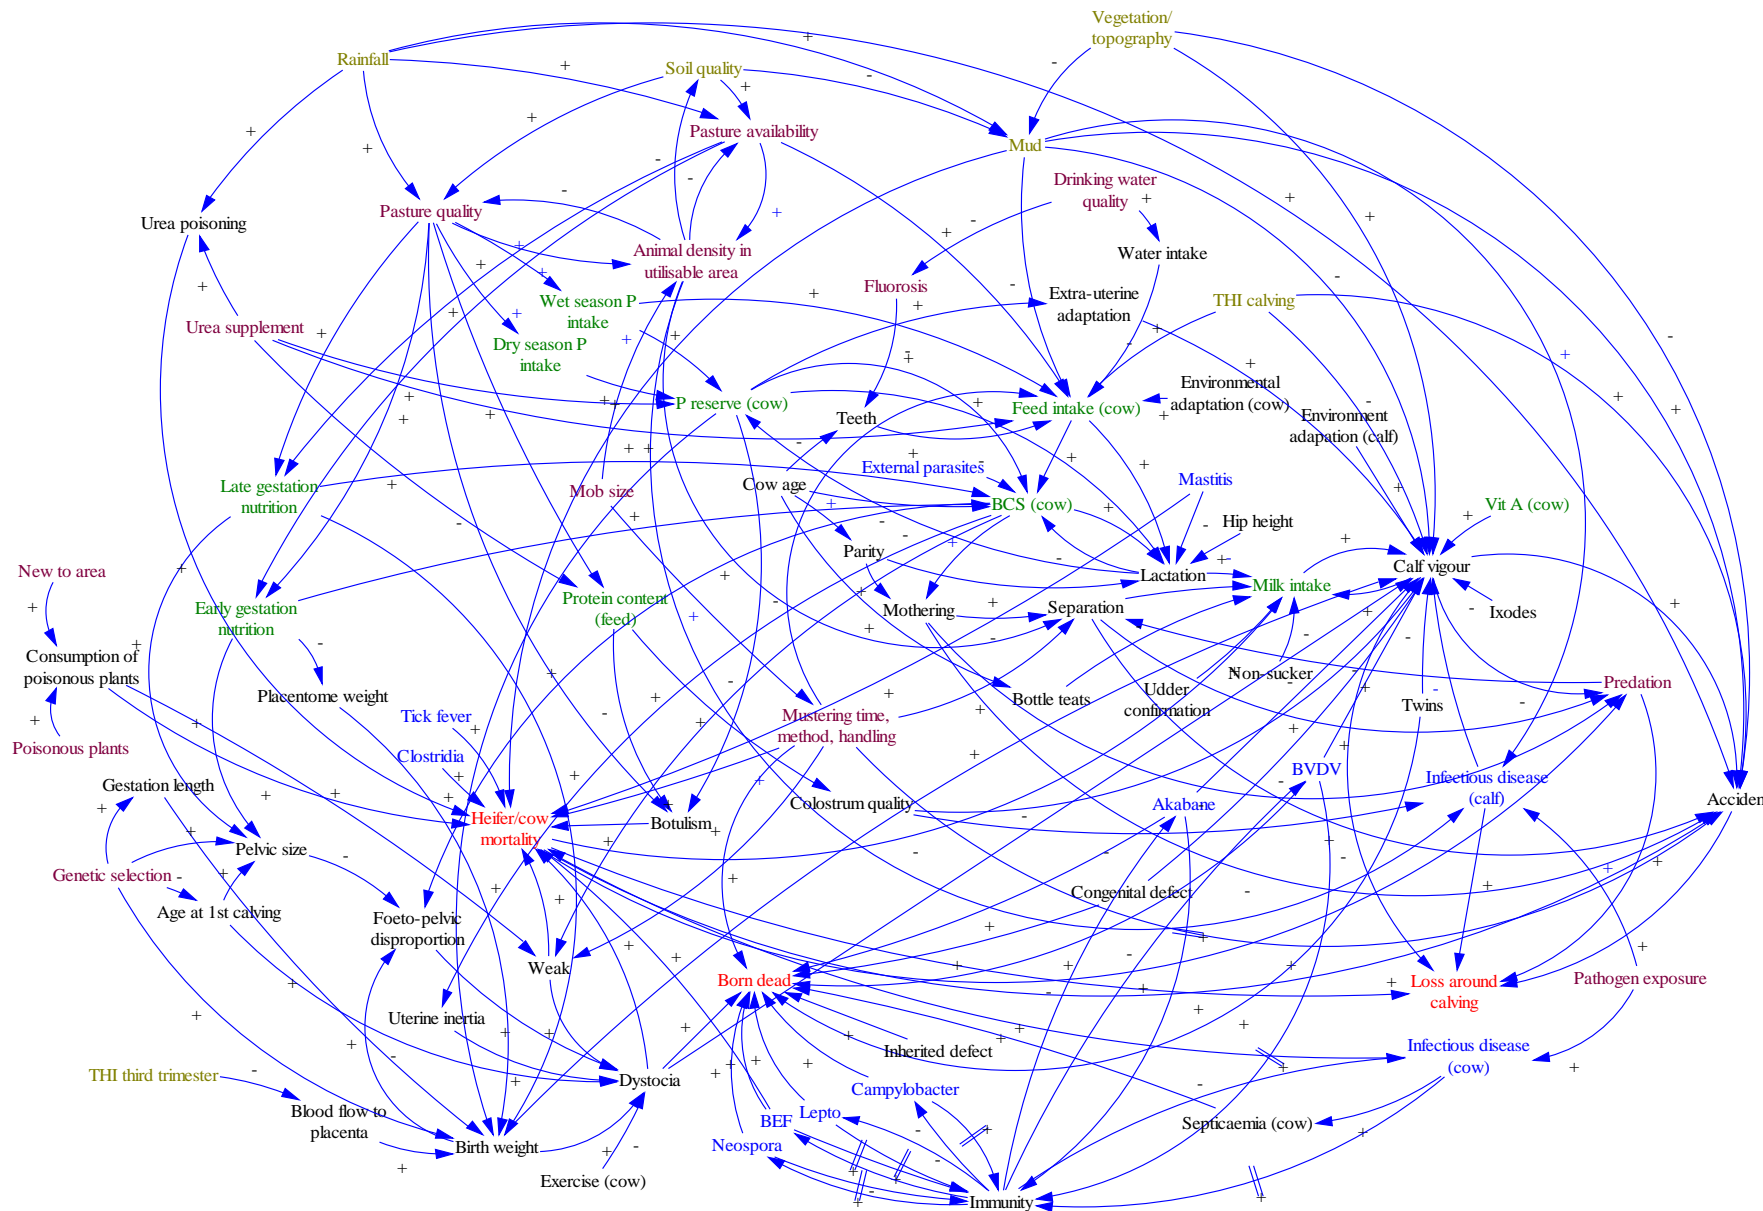 Vegetation/
topography
Rainfall
Soil quality
Pasture availability
Mud
Drinking water
quality
Pasture quality
Urea poisoning
Animal density in
utilisable area
Water intake
Fluorosis
Wet season P
intake
Extra-uterine
adaptation
THI calving
Urea supplement
Dry season P
intake
P reserve (cow)
Feed intake (cow)
Environmental
adaptation (cow)
Teeth
Environment
adapation (calf)
External parasites
Mastitis
Late gestation
nutrition
Mob size
Cow age
BCS (cow)
Vit A (cow)
Hip height
Parity
Lactation
Calf vigour
New to area
Milk intake
Early gestation
nutrition
Protein content
(feed)
Mothering
Separation
Ixodes
Consumption of
poisonous plants
Placentome weight
Bottle teats
Udder
confirmation
Non-sucker
Twins
Predation
Poisonous plants
Tick fever
Mustering time,
method, handling
Clostridia
Gestation length
BVDV
Infectious disease
(calf)
Colostrum quality
Akabane
Acciden
Heifer/cow
mortality
Botulism
Pelvic size
Genetic selection
Congenital defect
Age at 1st calving
Foeto-pelvic
disproportion
Weak
Born dead
Loss around
calving
Pathogen exposure
Uterine inertia
Inherited defect
Infectious disease
(cow)
THI third trimester
Dystocia
Campylobacter
Blood flow to
placenta
Lepto
BEF
Septicaemia (cow)
Birth weight
Neospora
Exercise (cow)
Immunity